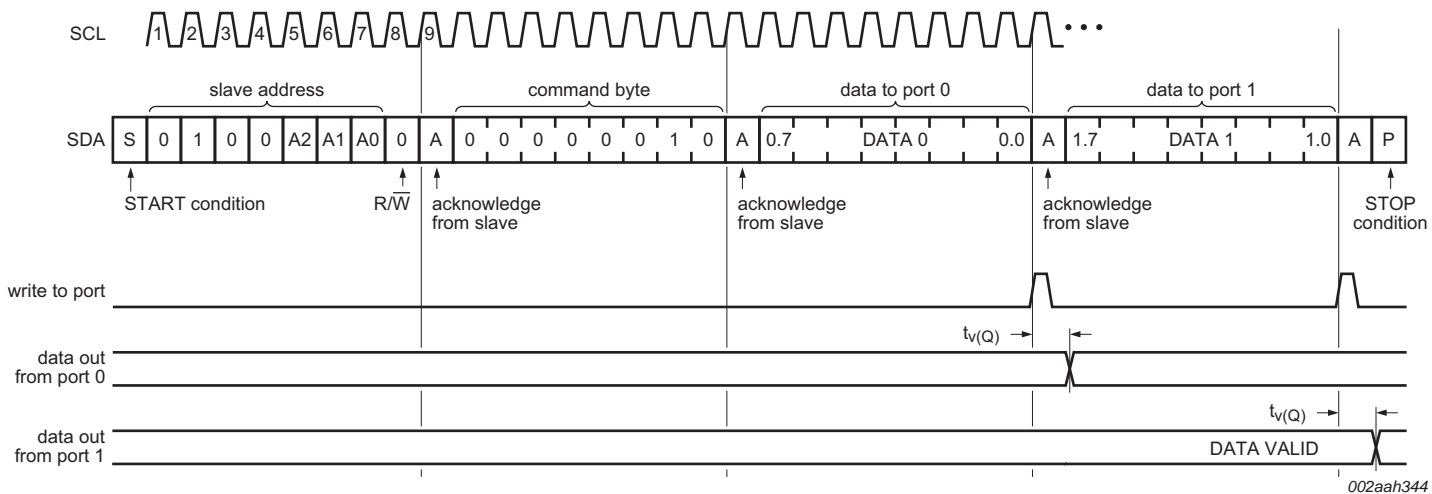 SCL 1 2 3 4 5 6 7 8 9
slave address command byte data to port 0 data to port 1
SDA S 0 1 0 0 A2 A1 A0 0 A 0 0 0 0 0 0 1 0 A 0.7 DATA 0 0.0 A 1.7 DATA 1 1.0 A P
START condition R/W̅ acknowledge from slave acknowledge from slave acknowledge from slave STOP condition
write to port
tv(Q)
data out
from port 0
tv(Q)
data out
from port 1 DATA VALID
002aah344